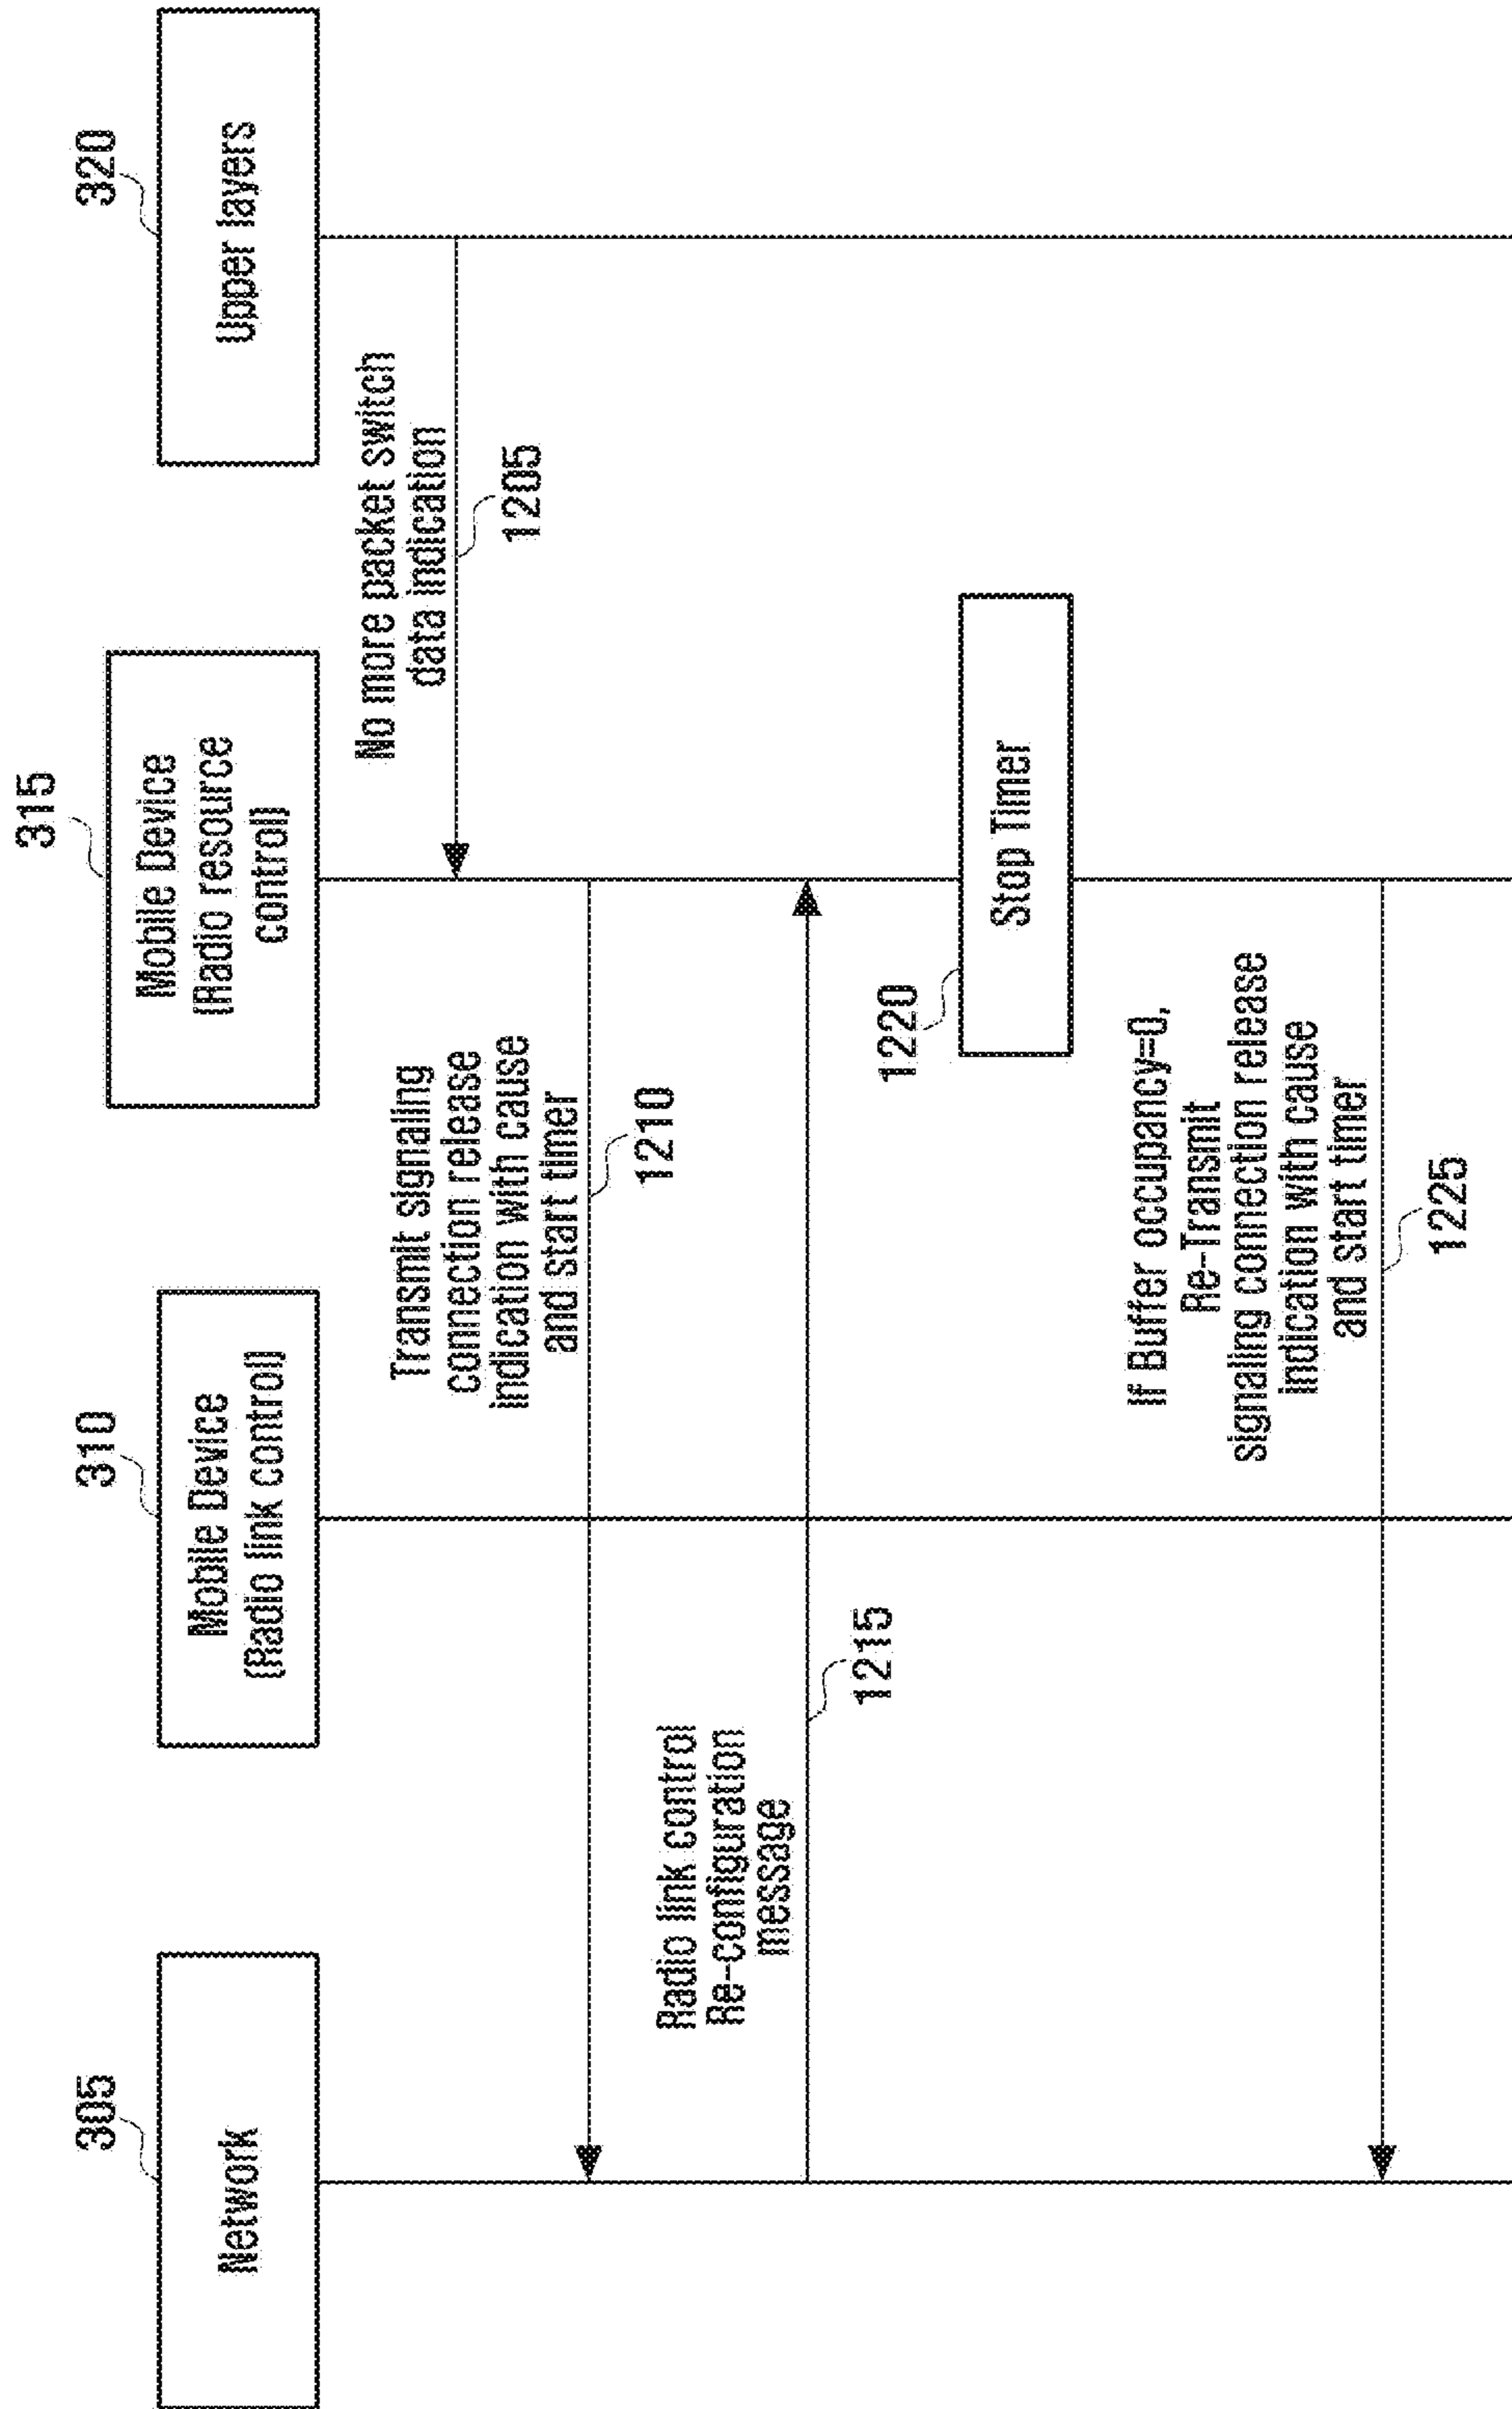 305
Network
310
Mobile Device
(Radio link control)
315
Mobile Device
(Radio resource
control)
320
Upper layers
No more packet switch
data indication
1205
Transmit signaling
connection release
indication with cause
and start timer
1210
Radio link control
Re-configuration
message
1215
1220
Stop Timer
If Buffer occupancy=0,
Re-Transmit
signaling connection release
indication with cause
and start timer
1225